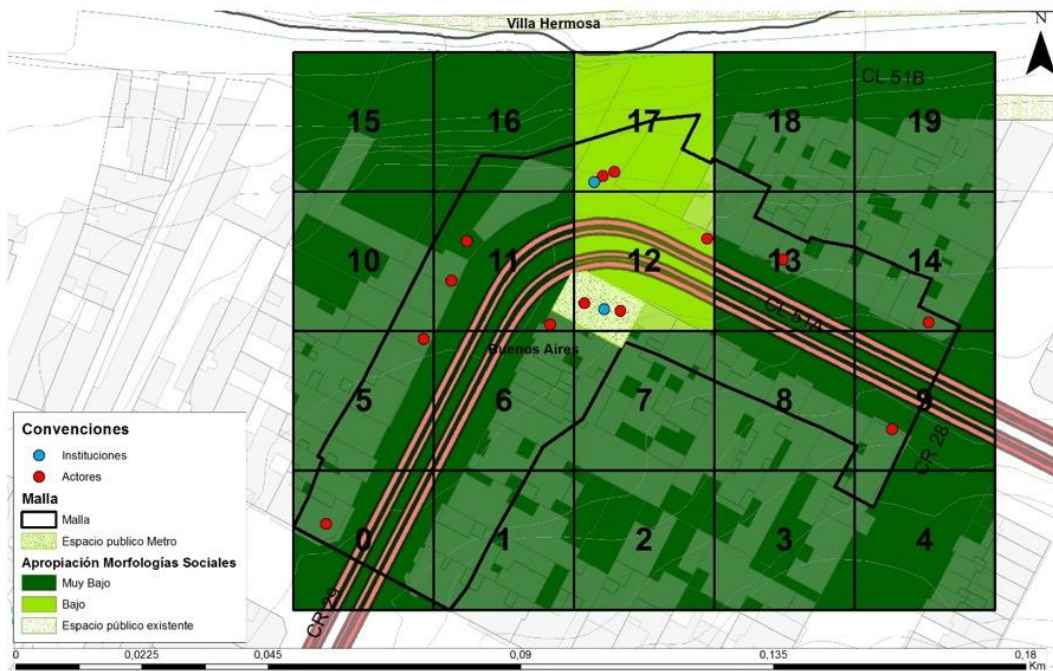 Villa Hermosa
N
CL 51B
15
16
17
18
19
10
11
12
13
14
CL 51A
Buenos Aires
5
6
7
8
9
CR 28
0
1
2
3
4
CR 29
Convenciones
Instituciones
Actores
Malla
Malla
Espacio publico Metro
Apropiación Morfologías Sociales
Muy Bajo
Bajo
Espacio público existente
0 0,0225 0,045 0,09 0,135 0,18
Km